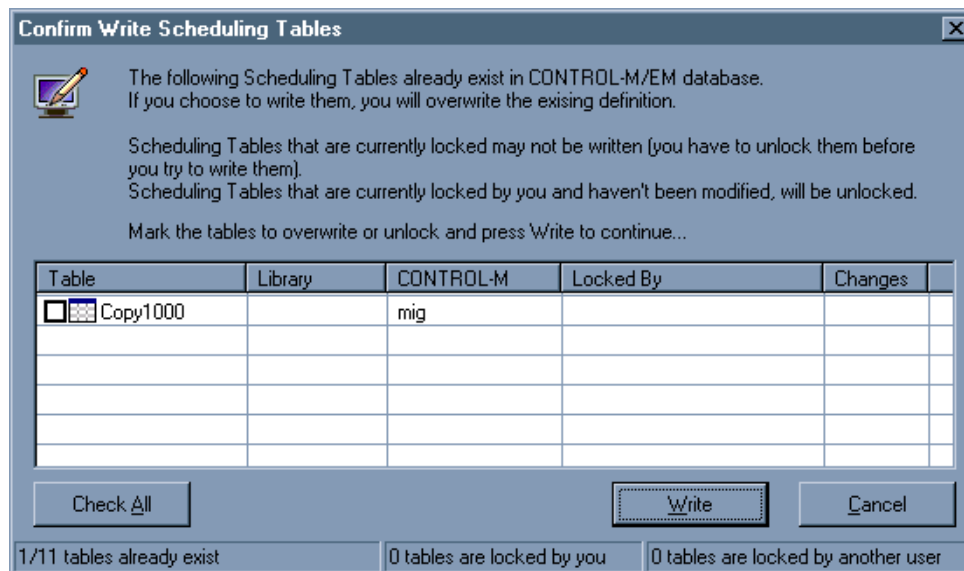 Confirm Write Scheduling Tables
The following Scheduling Tables already exist in CONTROL-M/EM database.
If you choose to write them, you will overwrite the exising definition.
Scheduling Tables that are currently locked may not be written (you have to unlock them before
you try to write them).
Scheduling Tables that are currently locked by you and haven't been modified, will be unlocked.
Mark the tables to overwrite or unlock and press Write to continue...
Table Library CONTROL-M Locked By Changes
Copy1000 mig
Check All Write Cancel
1/11 tables already exist 0 tables are locked by you 0 tables are locked by another user